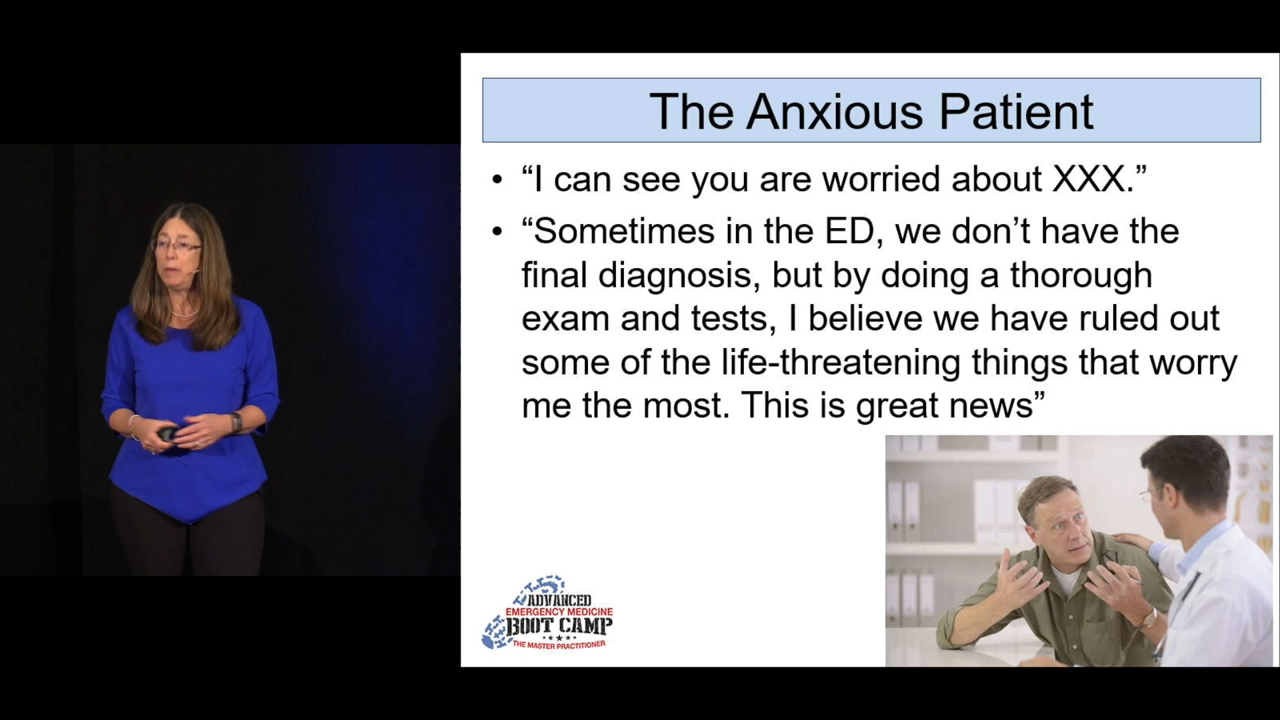 The Anxious Patient
• “I can see you are worried about XXX.”
• “Sometimes in the ED, we don’t have the
final diagnosis, but by doing a thorough
exam and tests, I believe we have ruled out
some of the life-threatening things that worry
me the most. This is great news”
ADVANCED
EMERGENCY MEDICINE
BOOT CAMP
THE MASTER PRACTITIONER